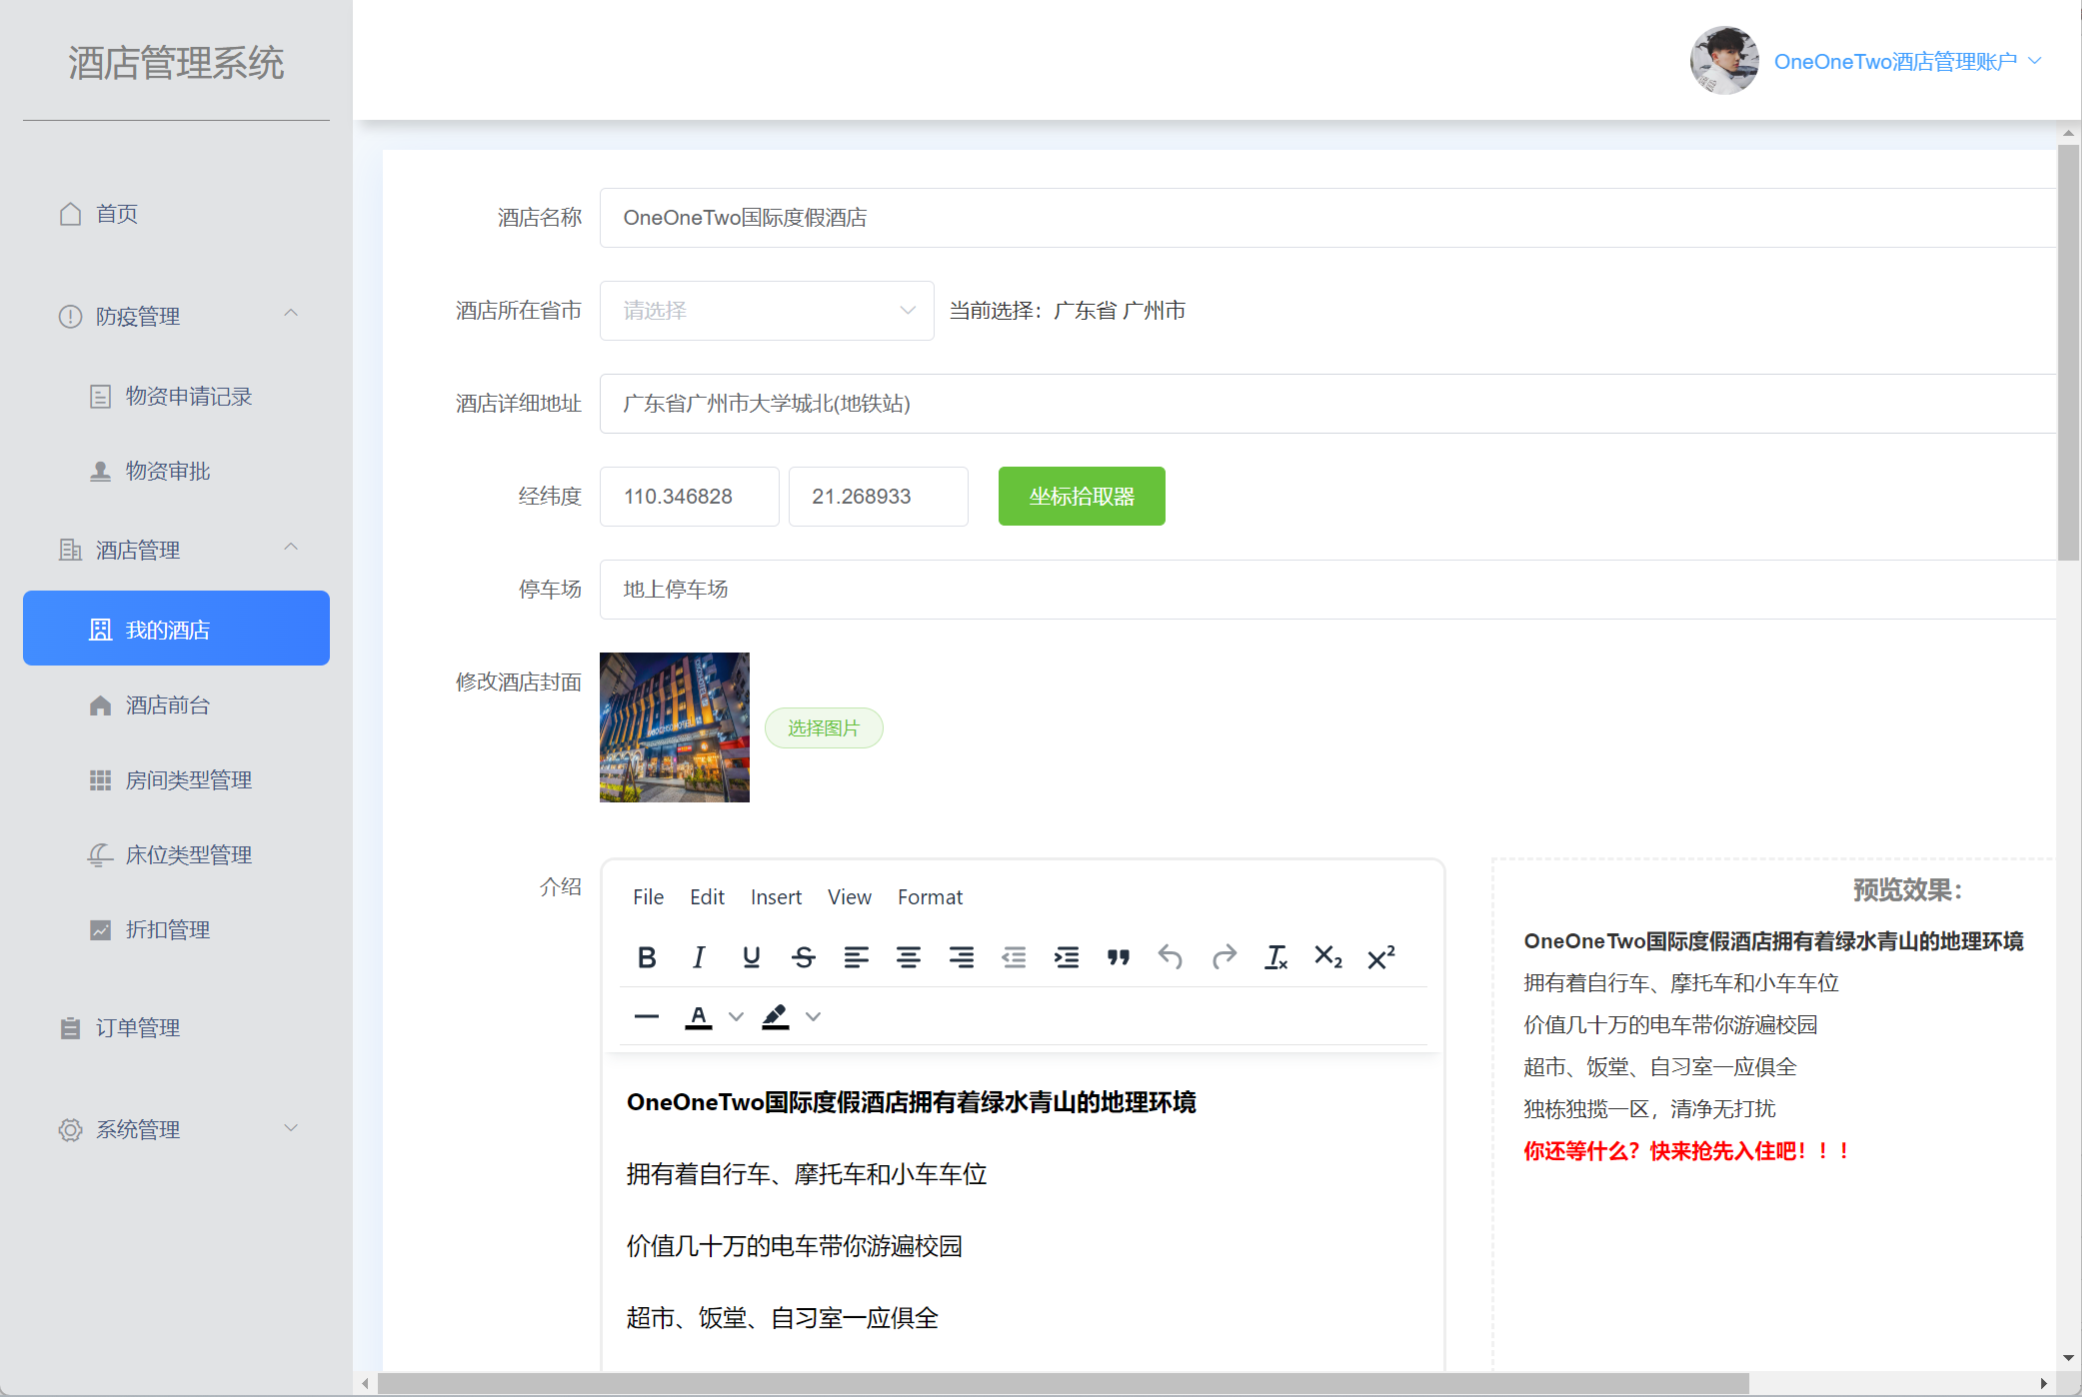 酒店管理系统
OneOneTwo酒店管理账户
首页
防疫管理
物资申请记录
物资审批
酒店管理
我的酒店
酒店前台
房间类型管理
床位类型管理
折扣管理
订单管理
系统管理
酒店名称 OneOneTwo国际度假酒店
酒店所在省市 请选择 当前选择：广东省 广州市
酒店详细地址 广东省广州市大学城北(地铁站)
经纬度 110.346828 21.268933 坐标拾取器
停车场 地上停车场
修改酒店封面 选择图片
介绍
File Edit Insert View Format
OneOneTwo国际度假酒店拥有着绿水青山的地理环境
拥有着自行车、摩托车和小车车位
价值几十万的电车带你游遍校园
超市、饭堂、自习室一应俱全
预览效果：
OneOneTwo国际度假酒店拥有着绿水青山的地理环境
拥有着自行车、摩托车和小车车位
价值几十万的电车带你游遍校园
超市、饭堂、自习室一应俱全
独栋独揽一区，清净无打扰
你还等什么？快来抢先入住吧！！！